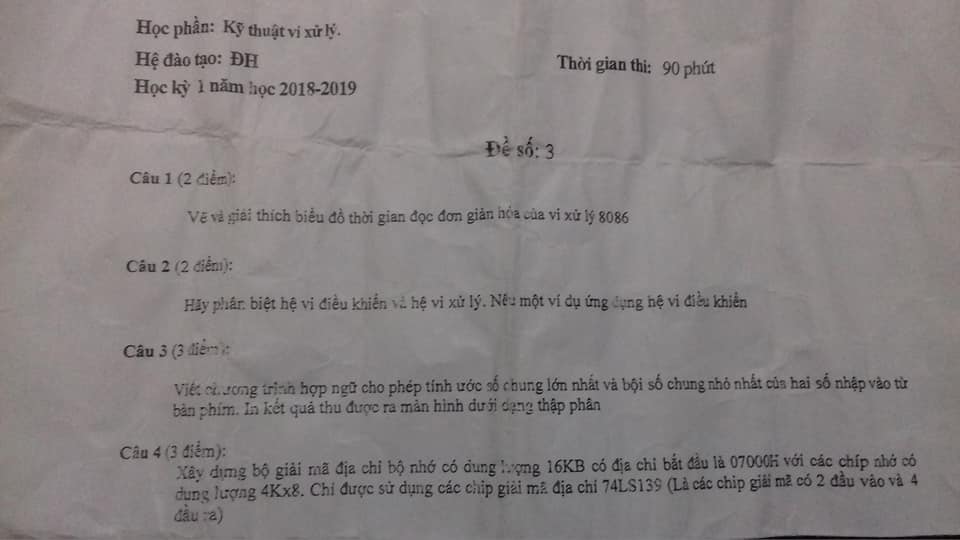 Học phần: Kỹ thuật vi xử lý.
Hệ đào tạo: ĐH
Thời gian thi: 90 phút
Học kỳ 1 năm học 2018-2019
Đề số: 3
Câu 1 (2 điểm):
Vẽ và giải thích biểu đồ thời gian đọc đơn giản hóa của vi xử lý 8086
Câu 2 (2 điểm):
Hãy phân biệt hệ vi điều khiển và hệ vi xử lý. Nêu một ví dụ ứng dụng hệ vi điều khiển
Câu 3 (3 điểm):
Viết chương trình hợp ngữ cho phép tính ước số chung lớn nhất và bội số chung nhỏ nhất của hai số nhập vào từ
bàn phím. In kết quả thu được ra màn hình dưới dạng thập phân
Câu 4 (3 điểm):
Xây dựng bộ giải mã địa chỉ bộ nhớ có dung lượng 16KB có địa chỉ bắt đầu là 07000H với các chíp nhớ có
dung lượng 4Kx8. Chỉ được sử dụng các chip giải mã địa chỉ 74LS139 (Là các chip giải mã có 2 đầu vào và 4
đầu ra)